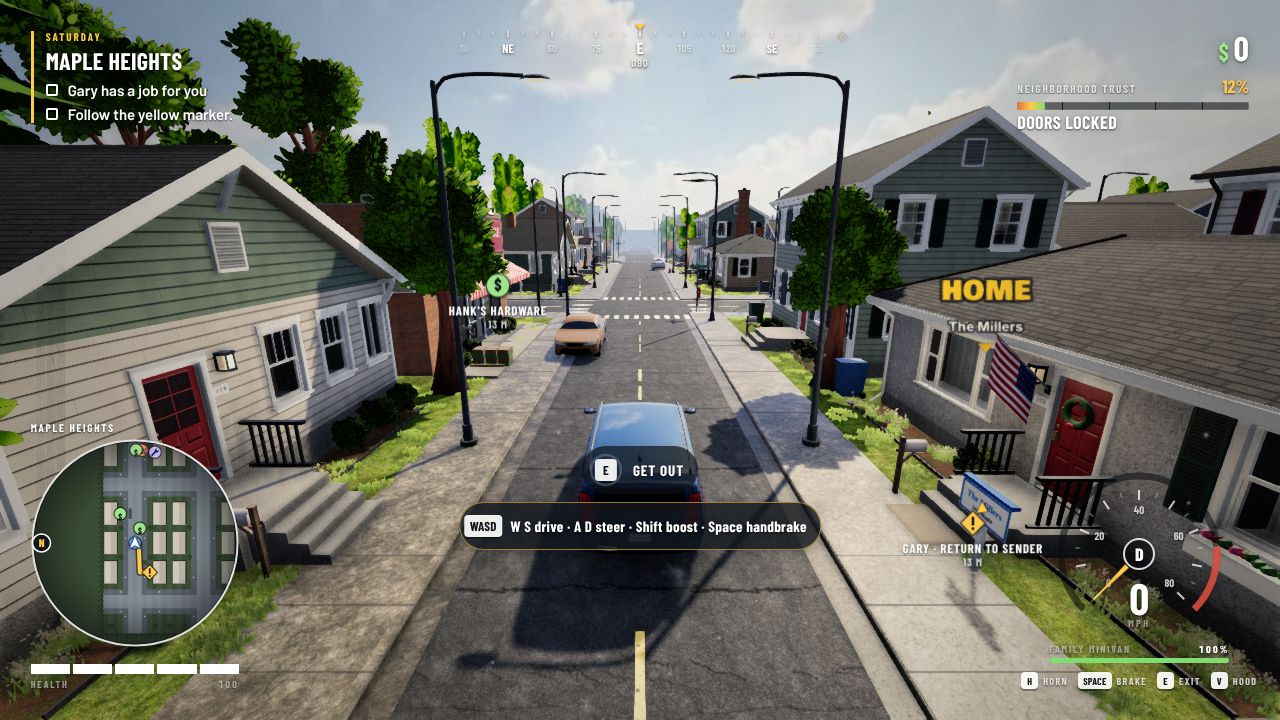 SATURDAY
MAPLE HEIGHTS
Gary has a job for you
Follow the yellow marker.
30 NE 60 75 E 105 120 SE 150
090
$0
NEIGHBORHOOD TRUST 12%
DOORS LOCKED
$
HANK'S HARDWARE
13 M
HOME
The Millers
E GET OUT
WASD W S drive · A D steer · Shift boost · Space handbrake
The Millers
GARY · RETURN TO SENDER
13 M
MAPLE HEIGHTS
N
HEALTH 100
20 40 60 80
D
0
MPH
FAMILY MINIVAN 100%
H HORN SPACE BRAKE E EXIT V HOOD